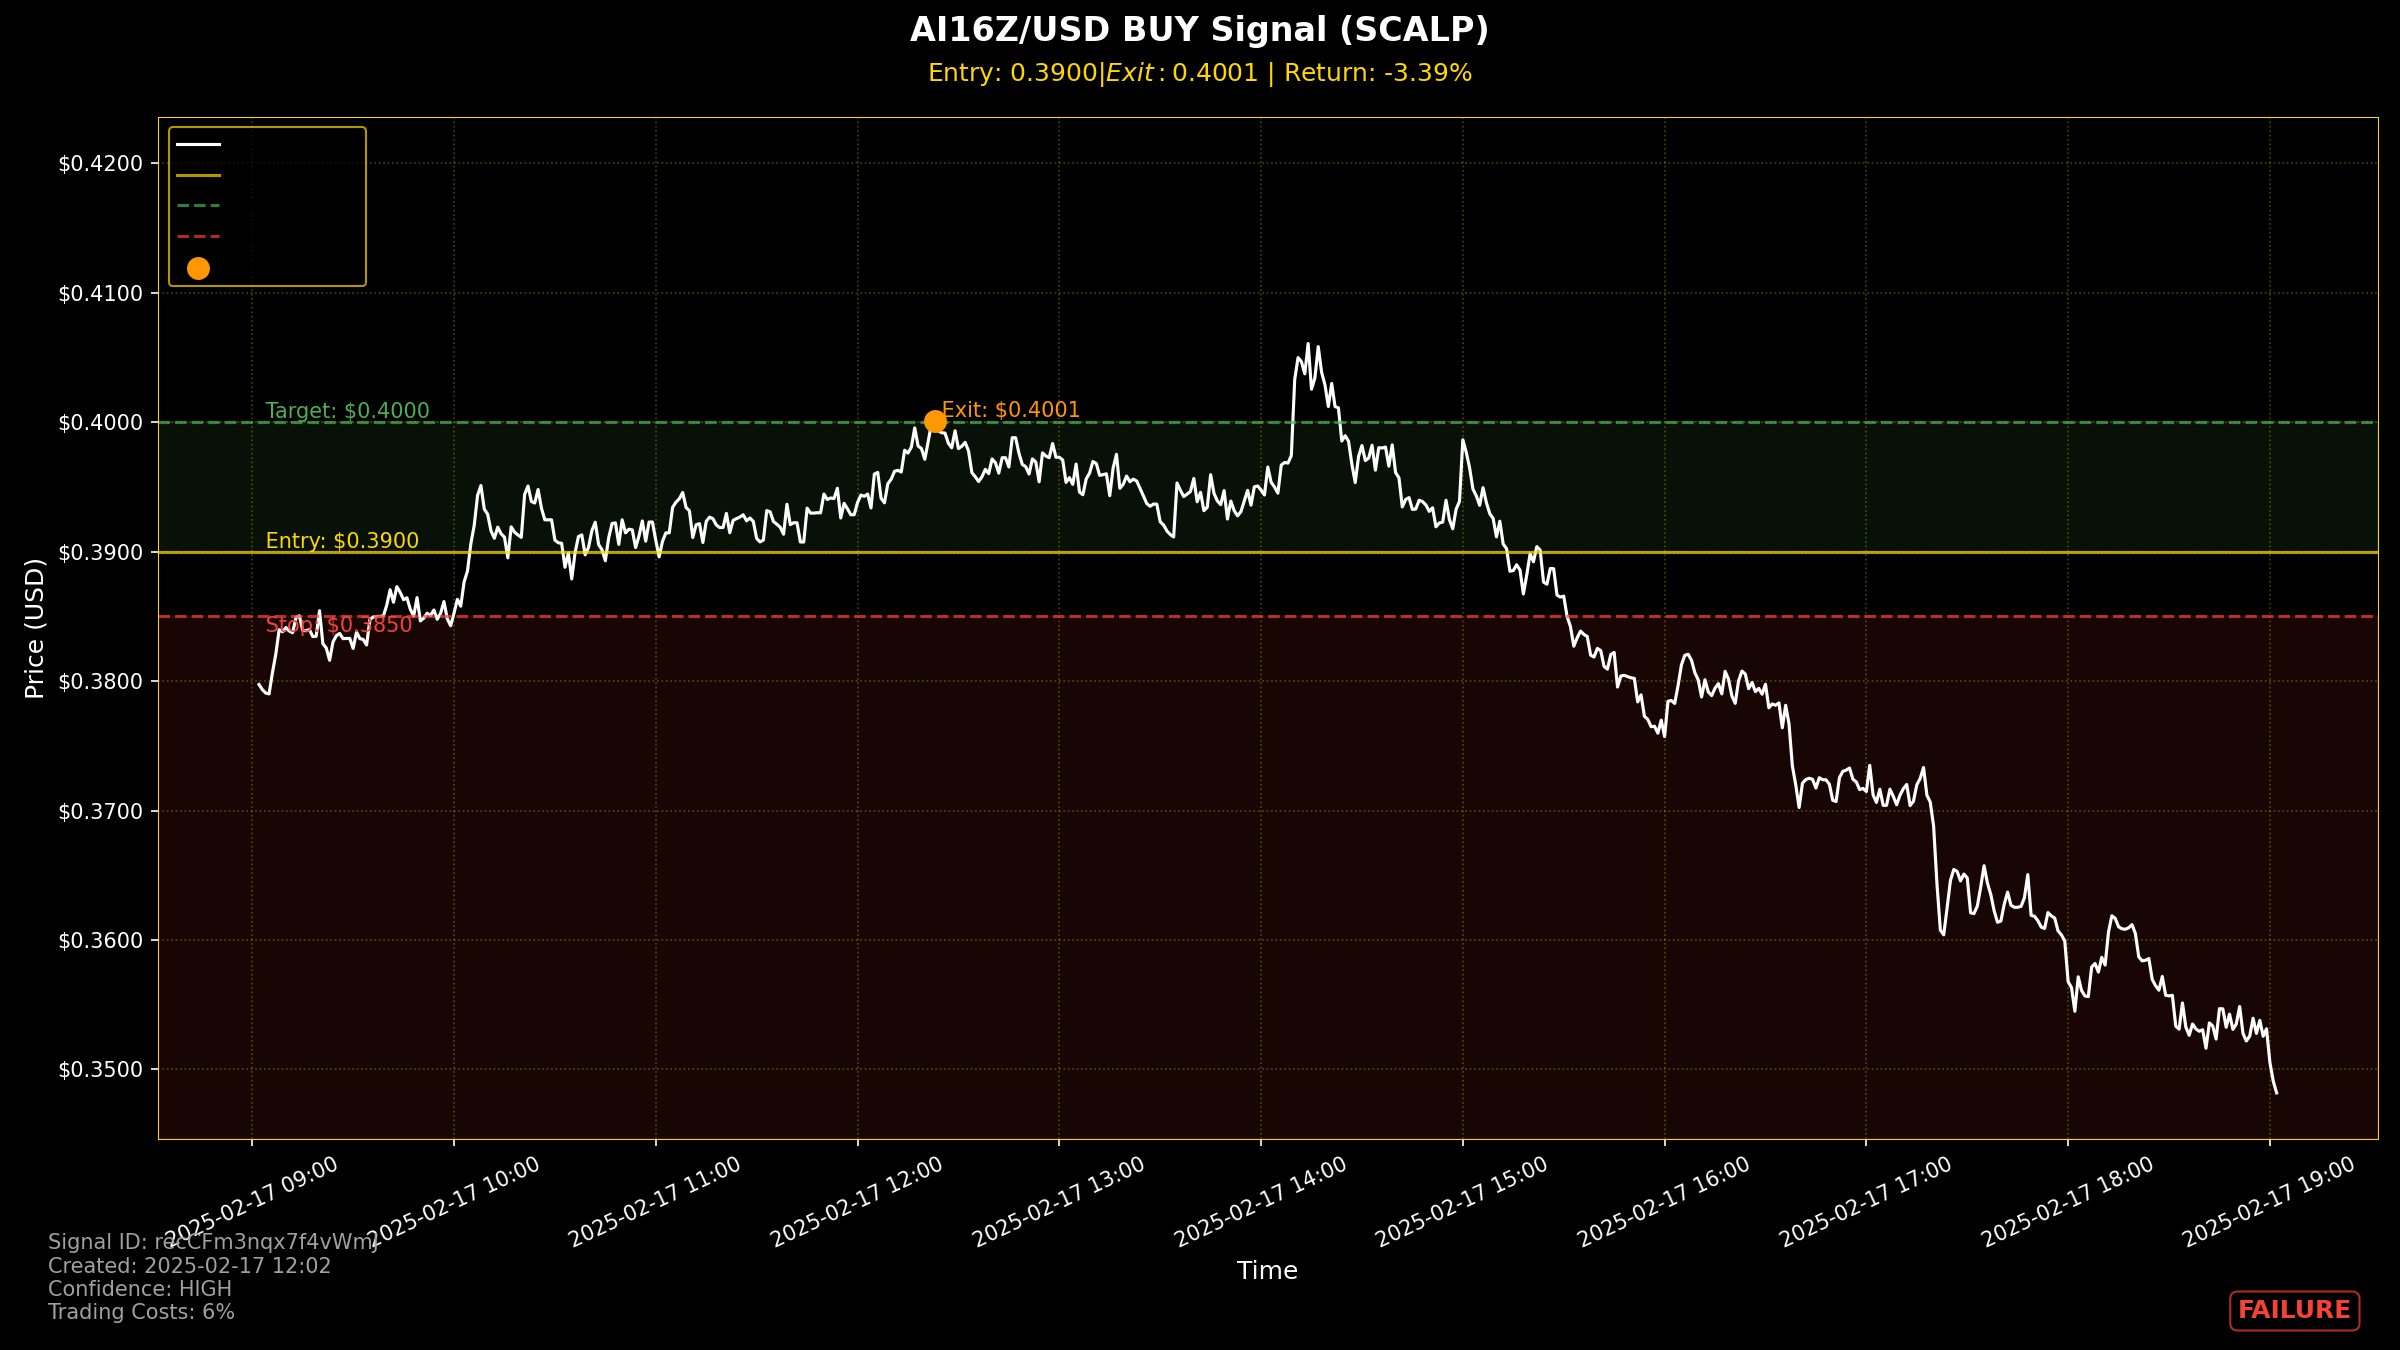 AI16Z/USD BUY Signal (SCALP)
Entry: 0.3900|Exit : 0.4001 | Return: -3.39%
$0.4200
$0.4100
$0.4000
$0.3900
$0.3800
$0.3700
$0.3600
$0.3500
Price (USD)
Target: $0.4000
Exit: $0.4001
Entry: $0.3900
Stop: $0.3850
2025-02-17 09:00
2025-02-17 10:00
2025-02-17 11:00
2025-02-17 12:00
2025-02-17 13:00
2025-02-17 14:00
2025-02-17 15:00
2025-02-17 16:00
2025-02-17 17:00
2025-02-17 18:00
2025-02-17 19:00
Time
Signal ID: recCFm3nqx7f4vWmJ
Created: 2025-02-17 12:02
Confidence: HIGH
Trading Costs: 6%
FAILURE